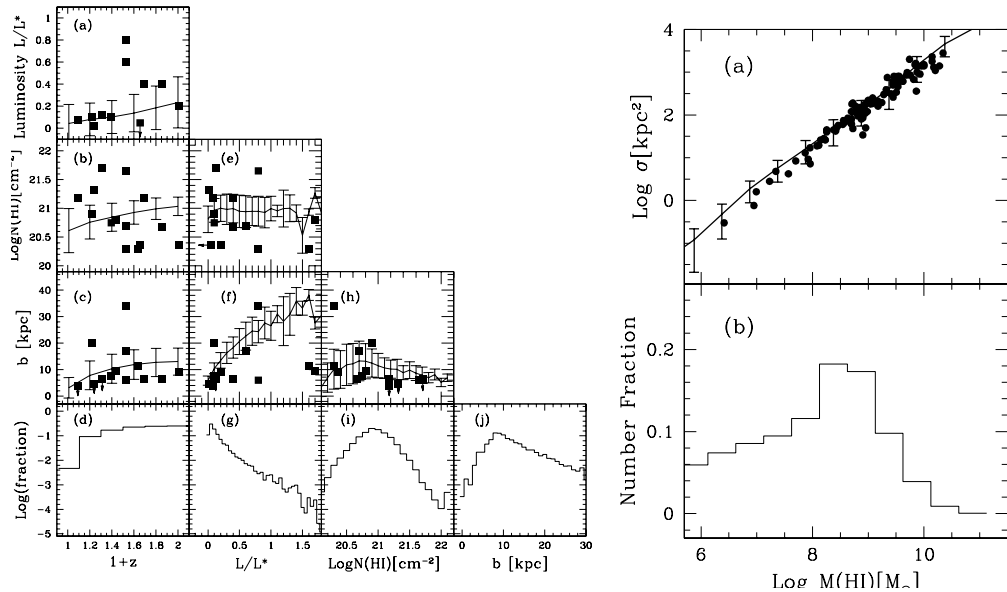 (a)
Luminosity L/L*
1
0.8
0.6
0.4
0.2
0
(b)
LogN(HI)[cm⁻²]
22
21.5
21
20.5
20
(e)
(c)
b [kpc]
40
30
20
10
0
(f)
(h)
(d)
Log(fraction)
-1
-2
-3
-4
-5
(g)
(i)
(j)
1 1.2 1.4 1.6 1.8 2
0 0.5 1 1.5
20.5 21 21.5 22
0 10 20 30
1+z
L/L*
LogN(HI)[cm⁻²]
b [kpc]
(a)
Log σ[kpc²]
4
2
0
(b)
Number Fraction
0.2
0.1
0
6 8 10
Log M(HI)[M⊙]